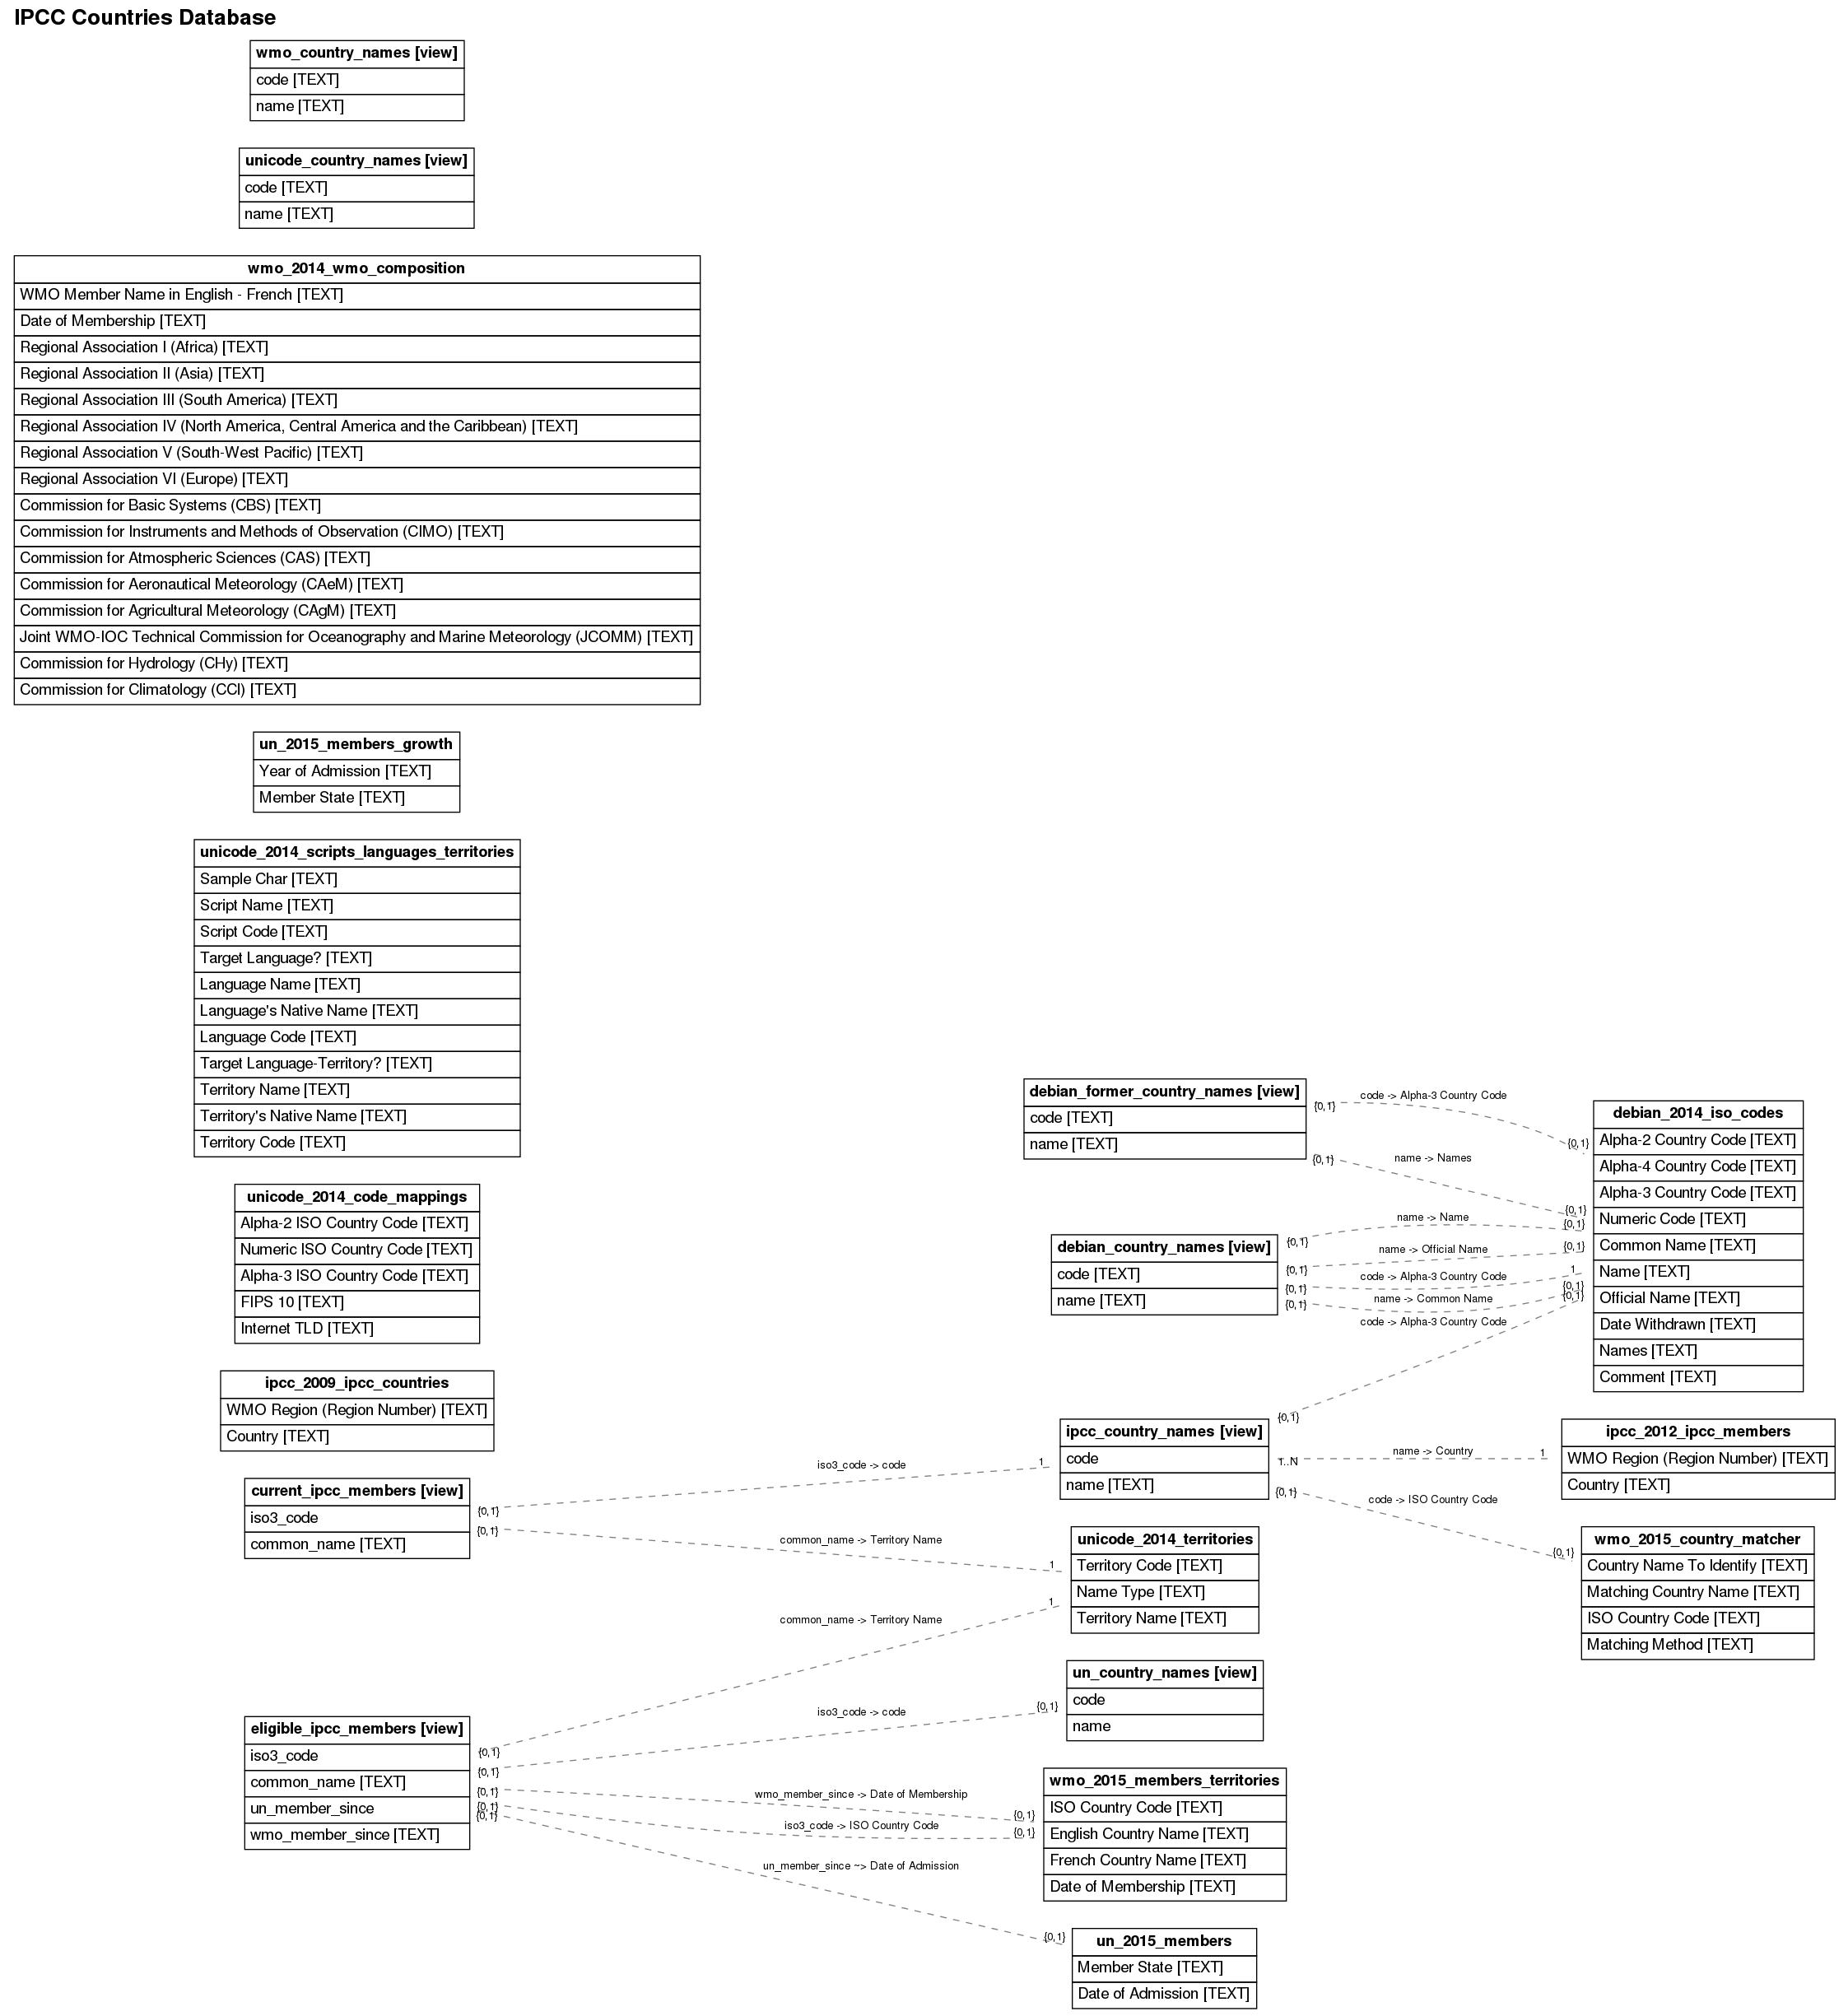 IPCC Countries Database
wmo_country_names [view]
code [TEXT]
name [TEXT]
unicode_country_names [view]
code [TEXT]
name [TEXT]
wmo_2014_wmo_composition
WMO Member Name in English - French [TEXT]
Date of Membership [TEXT]
Regional Association I (Africa) [TEXT]
Regional Association II (Asia) [TEXT]
Regional Association III (South America) [TEXT]
Regional Association IV (North America, Central America and the Caribbean) [TEXT]
Regional Association V (South-West Pacific) [TEXT]
Regional Association VI (Europe) [TEXT]
Commission for Basic Systems (CBS) [TEXT]
Commission for Instruments and Methods of Observation (CIMO) [TEXT]
Commission for Atmospheric Sciences (CAS) [TEXT]
Commission for Aeronautical Meteorology (CAeM) [TEXT]
Commission for Agricultural Meteorology (CAgM) [TEXT]
Joint WMO-IOC Technical Commission for Oceanography and Marine Meteorology (JCOMM) [TEXT]
Commission for Hydrology (CHy) [TEXT]
Commission for Climatology (CCl) [TEXT]
un_2015_members_growth
Year of Admission [TEXT]
Member State [TEXT]
unicode_2014_scripts_languages_territories
Sample Char [TEXT]
Script Name [TEXT]
Script Code [TEXT]
Target Language? [TEXT]
Language Name [TEXT]
Language's Native Name [TEXT]
Language Code [TEXT]
Target Language-Territory? [TEXT]
Territory Name [TEXT]
Territory's Native Name [TEXT]
Territory Code [TEXT]
unicode_2014_code_mappings
Alpha-2 ISO Country Code [TEXT]
Numeric ISO Country Code [TEXT]
Alpha-3 ISO Country Code [TEXT]
FIPS 10 [TEXT]
Internet TLD [TEXT]
ipcc_2009_ipcc_countries
WMO Region (Region Number) [TEXT]
Country [TEXT]
current_ipcc_members [view]
iso3_code
common_name [TEXT]
{0,1}
{0,1}
iso3_code -> code
1
common_name -> Territory Name
1
eligible_ipcc_members [view]
iso3_code
common_name [TEXT]
un_member_since
wmo_member_since [TEXT]
{0,1}
{0,1}
{0,1}
{0,1}
{0,1}
common_name -> Territory Name
1
iso3_code -> code
{0,1}
wmo_member_since -> Date of Membership
{0,1}
iso3_code -> ISO Country Code
{0,1}
un_member_since ~> Date of Admission
{0,1}
debian_former_country_names [view]
code [TEXT]
name [TEXT]
{0,1}
{0,1}
code -> Alpha-3 Country Code
{0,1}
name -> Names
{0,1}
debian_country_names [view]
code [TEXT]
name [TEXT]
{0,1}
{0,1}
{0,1}
{0,1}
name -> Name
{0,1}
name -> Official Name
{0,1}
code -> Alpha-3 Country Code
1
name -> Common Name
{0,1}
code -> Alpha-3 Country Code
{0,1}
ipcc_country_names [view]
code
name [TEXT]
{0,1}
1..N
{0,1}
name -> Country
1
code -> ISO Country Code
{0,1}
unicode_2014_territories
Territory Code [TEXT]
Name Type [TEXT]
Territory Name [TEXT]
un_country_names [view]
code
name
wmo_2015_members_territories
ISO Country Code [TEXT]
English Country Name [TEXT]
French Country Name [TEXT]
Date of Membership [TEXT]
un_2015_members
Member State [TEXT]
Date of Admission [TEXT]
debian_2014_iso_codes
Alpha-2 Country Code [TEXT]
Alpha-4 Country Code [TEXT]
Alpha-3 Country Code [TEXT]
Numeric Code [TEXT]
Common Name [TEXT]
Name [TEXT]
Official Name [TEXT]
Date Withdrawn [TEXT]
Names [TEXT]
Comment [TEXT]
ipcc_2012_ipcc_members
WMO Region (Region Number) [TEXT]
Country [TEXT]
wmo_2015_country_matcher
Country Name To Identify [TEXT]
Matching Country Name [TEXT]
ISO Country Code [TEXT]
Matching Method [TEXT]